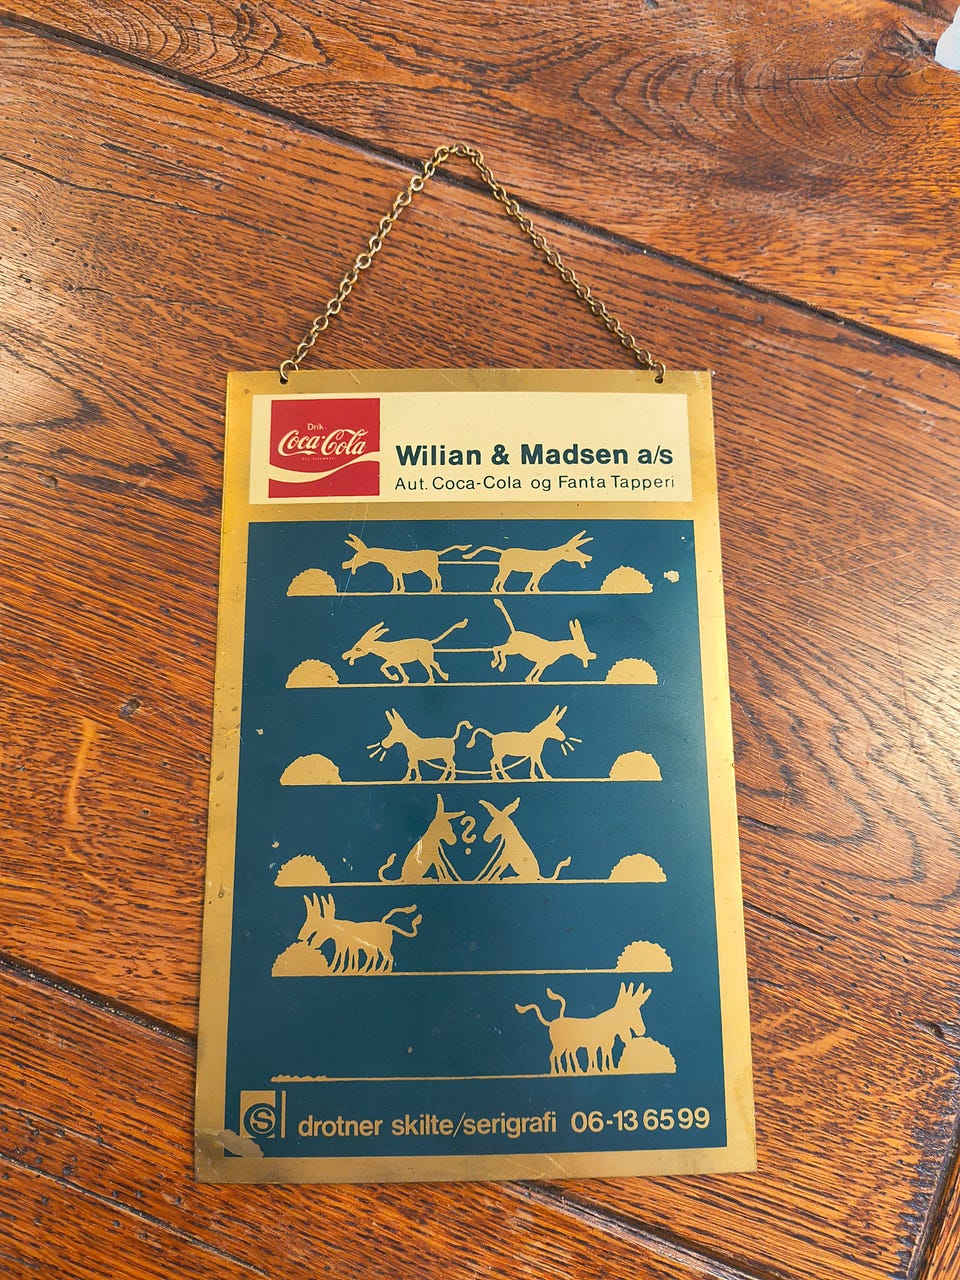 Drik
Coca-Cola
Wilian & Madsen a/s
Aut. Coca-Cola og Fanta Tapperi
?
S
drotner skilte/serigrafi 06-13 65 99